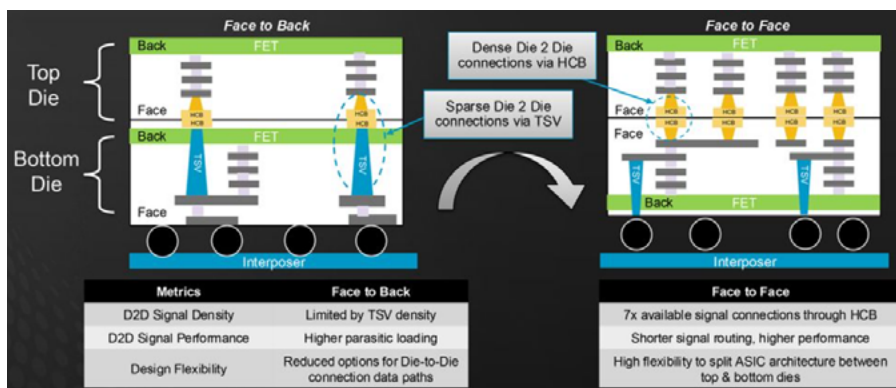 Face to Back
Face to Face
Top
Die
Back
FET
HCB
HCB
Face
HCB
HCB
Back
FET
Bottom
Die
TSV
TSV
Face
Interposer
Dense Die 2 Die
connections via HCB
Sparse Die 2 Die
connections via TSV
Back
FET
Face
HCB
HCB
HCB
HCB
Face
HCB
HCB
HCB
HCB
TSV
TSV
Back
FET
Interposer
Metrics
Face to Back
D2D Signal Density
Limited by TSV density
D2D Signal Performance
Higher parasitic loading
Design Flexibility
Reduced options for Die-to-Die
connection data paths
Face to Face
7x available signal connections through HCB
Shorter signal routing, higher performance
High flexibility to split ASIC architecture between
top & bottom dies